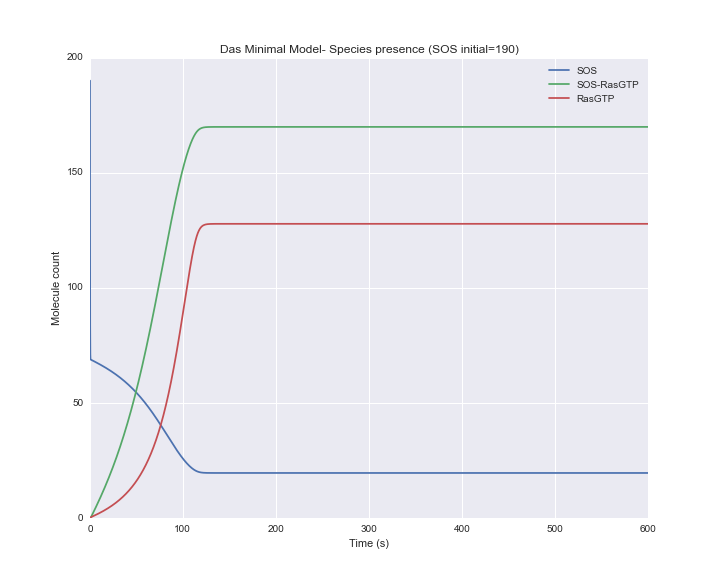 Das Minimal Model- Species presence (SOS initial=190)
SOS
SOS-RasGTP
RasGTP
Molecule count
200
150
100
50
0
0 100 200 300 400 500 600
Time (s)